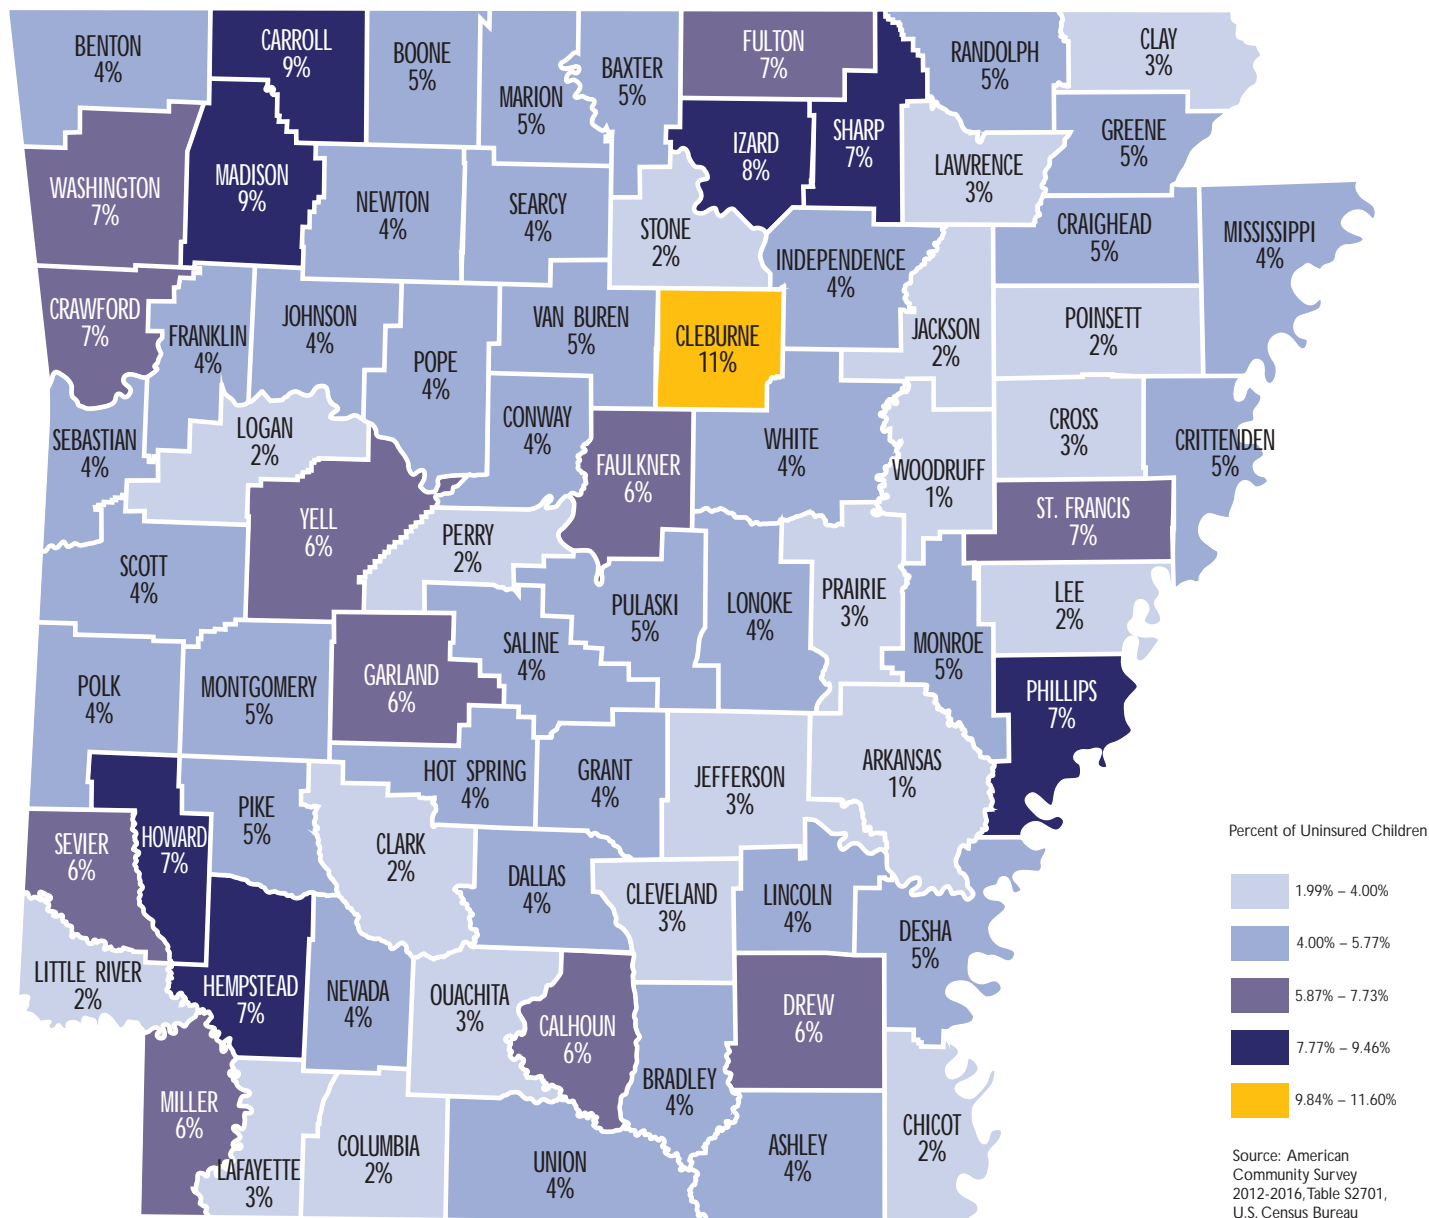 BENTON
4%
CARROLL
9%
BOONE
5%
MARION
5%
BAXTER
5%
FULTON
7%
RANDOLPH
5%
CLAY
3%
WASHINGTON
7%
MADISON
9%
NEWTON
4%
SEARCY
4%
STONE
2%
IZARD
8%
SHARP
7%
LAWRENCE
3%
GREENE
5%
CRAIGHEAD
5%
MISSISSIPPI
4%
INDEPENDENCE
4%
CRAWFORD
7%
FRANKLIN
4%
JOHNSON
4%
POPE
4%
VAN BUREN
5%
CLEBURNE
11%
JACKSON
2%
POINSETT
2%
SEBASTIAN
4%
LOGAN
2%
CONWAY
4%
FAULKNER
6%
WHITE
4%
WOODRUFF
1%
CROSS
3%
CRITTENDEN
5%
ST. FRANCIS
7%
YELL
6%
PERRY
2%
SCOTT
4%
PULASKI
5%
LONOKE
4%
PRAIRIE
3%
MONROE
5%
LEE
2%
SALINE
4%
GARLAND
6%
POLK
4%
MONTGOMERY
5%
PHILLIPS
7%
HOT SPRING
4%
GRANT
4%
JEFFERSON
3%
ARKANSAS
1%
SEVIER
6%
HOWARD
7%
PIKE
5%
CLARK
2%
DALLAS
4%
CLEVELAND
3%
LINCOLN
4%
DESHA
5%
LITTLE RIVER
2%
HEMPSTEAD
7%
NEVADA
4%
OUACHITA
3%
CALHOUN
6%
DREW
6%
BRADLEY
4%
MILLER
6%
LAFAYETTE
3%
COLUMBIA
2%
UNION
4%
ASHLEY
4%
CHICOT
2%
Percent of Uninsured Children
1.99% – 4.00%
4.00% – 5.77%
5.87% – 7.73%
7.77% – 9.46%
9.84% – 11.60%
Source: American
Community Survey
2012-2016, Table S2701,
U.S. Census Bureau